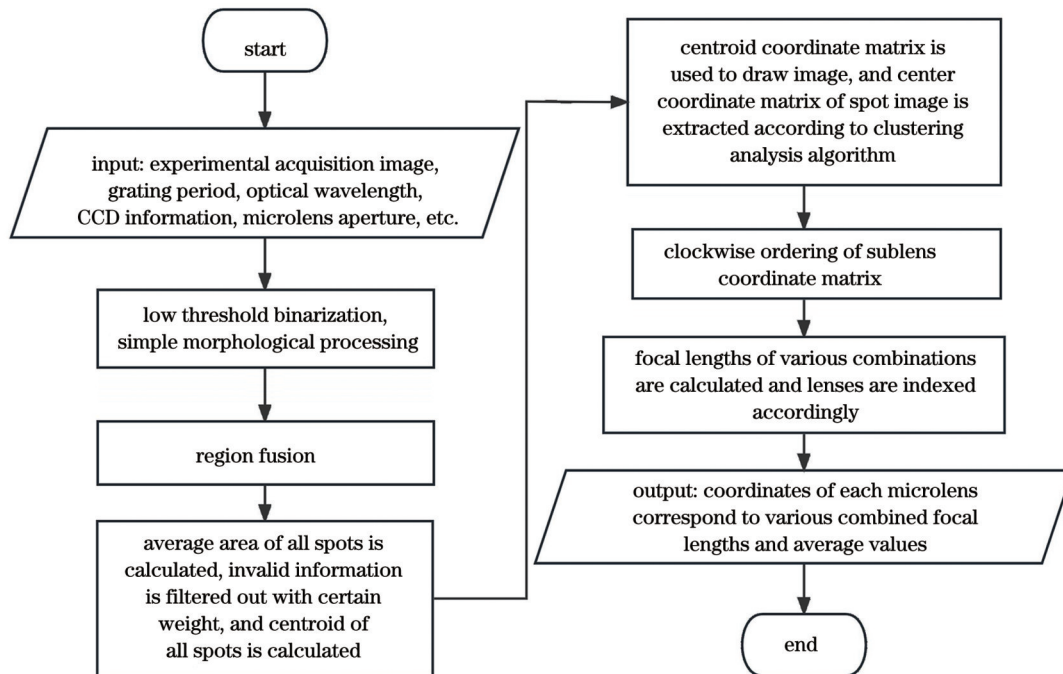 start
input: experimental acquisition image,
grating period, optical wavelength,
CCD information, microlens aperture, etc.
low threshold binarization,
simple morphological processing
region fusion
average area of all spots is
calculated, invalid information
is filtered out with certain
weight, and centroid of
all spots is calculated
centroid coordinate matrix is
used to draw image, and center
coordinate matrix of spot image is
extracted according to clustering
analysis algorithm
clockwise ordering of sublens
coordinate matrix
focal lengths of various combinations
are calculated and lenses are indexed
accordingly
output: coordinates of each microlens
correspond to various combined focal
lengths and average values
end